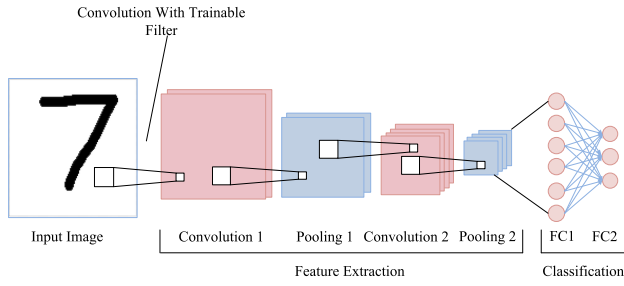 Convolution With Trainable
Filter
7
Input Image
Convolution 1
Pooling 1
Convolution 2
Pooling 2
FC1
FC2
Feature Extraction
Classification